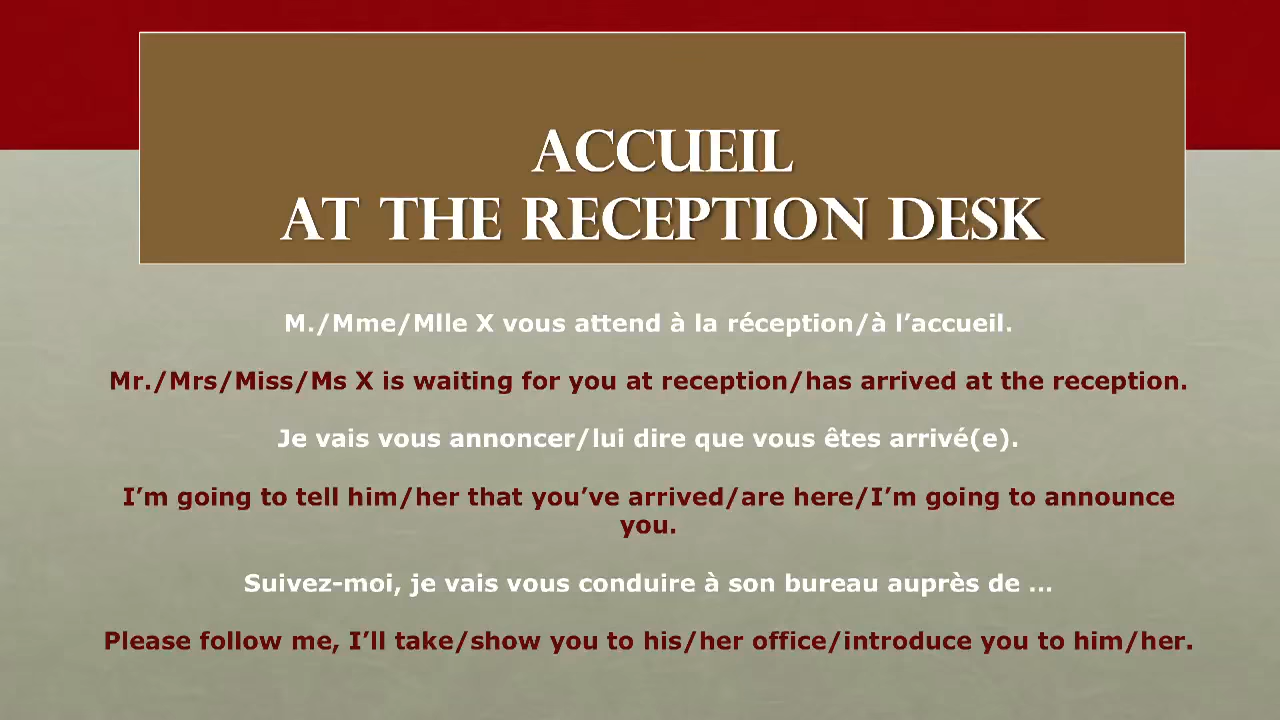 ACCUEIL
AT THE RECEPTION DESK
M./Mme/Mlle X vous attend à la réception/à l’accueil.
Mr./Mrs/Miss/Ms X is waiting for you at reception/has arrived at the reception.
Je vais vous annoncer/lui dire que vous êtes arrivé(e).
I’m going to tell him/her that you’ve arrived/are here/I’m going to announce
you.
Suivez-moi, je vais vous conduire à son bureau auprès de …
Please follow me, I’ll take/show you to his/her office/introduce you to him/her.